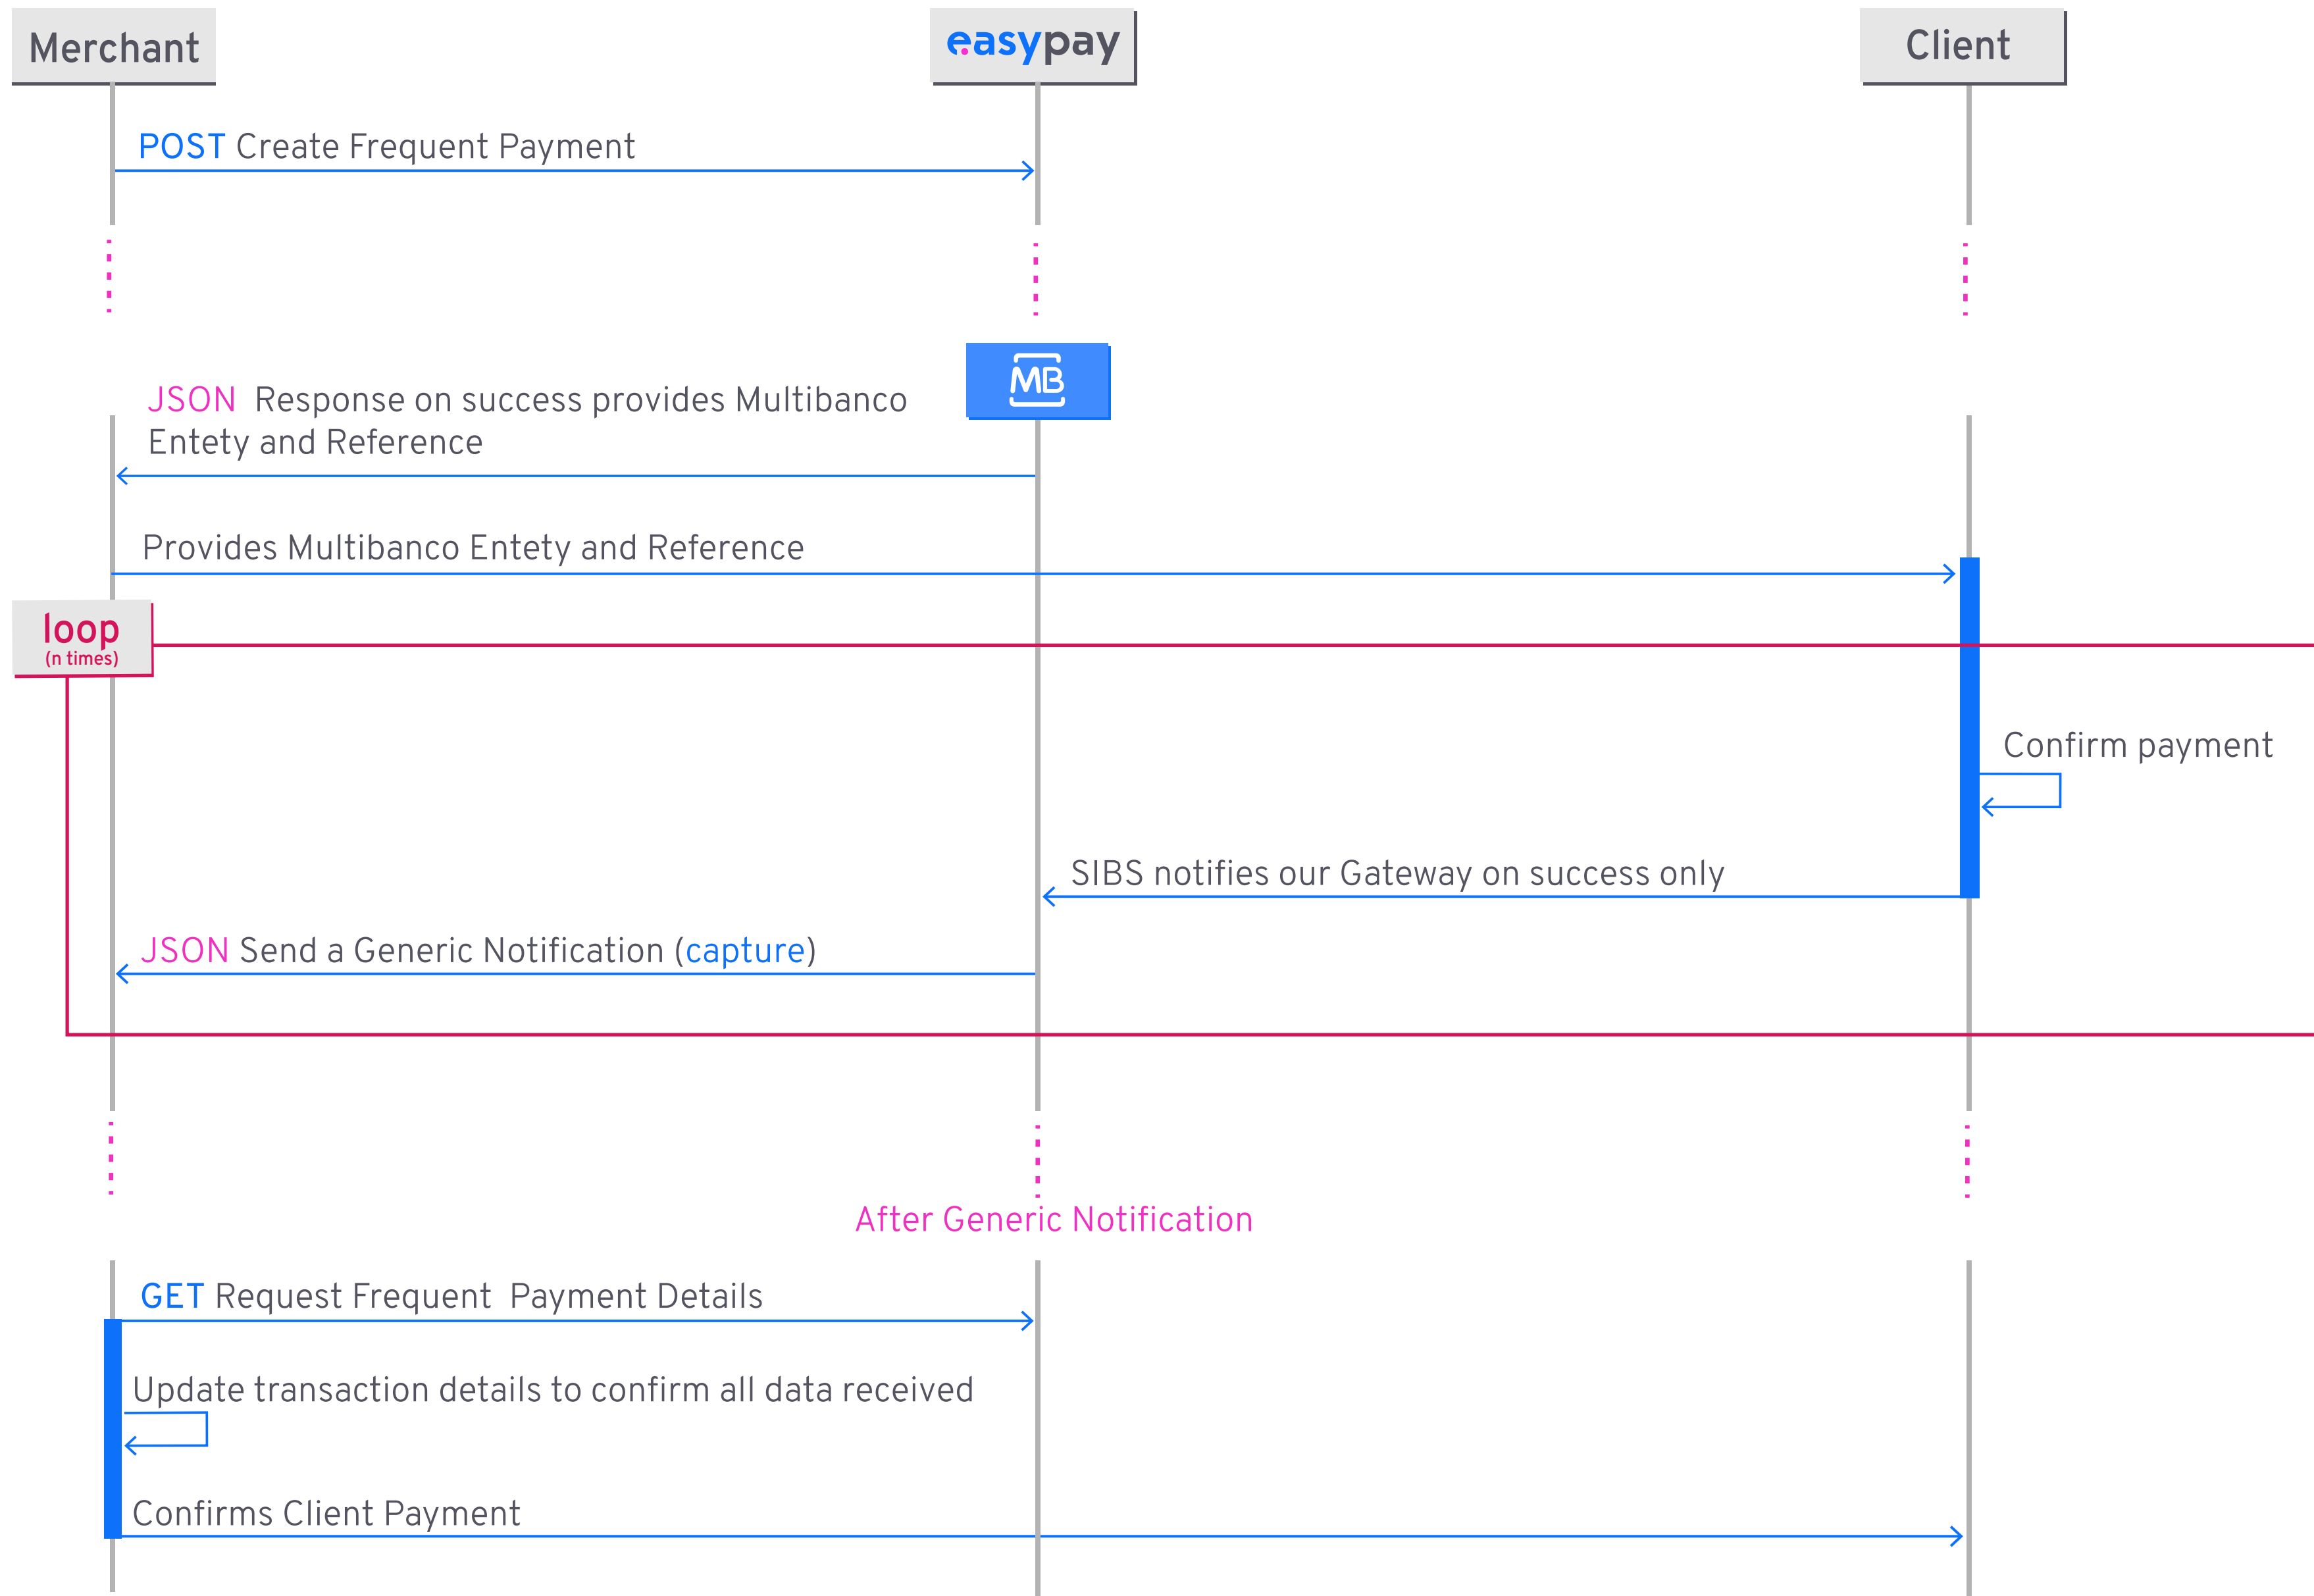 Merchant
easypay
Client
POST Create Frequent Payment
MB
JSON Response on success provides Multibanco
Entety and Reference
Provides Multibanco Entety and Reference
loop
(n times)
Confirm payment
SIBS notifies our Gateway on success only
JSON Send a Generic Notification (capture)
After Generic Notification
GET Request Frequent Payment Details
Update transaction details to confirm all data received
Confirms Client Payment